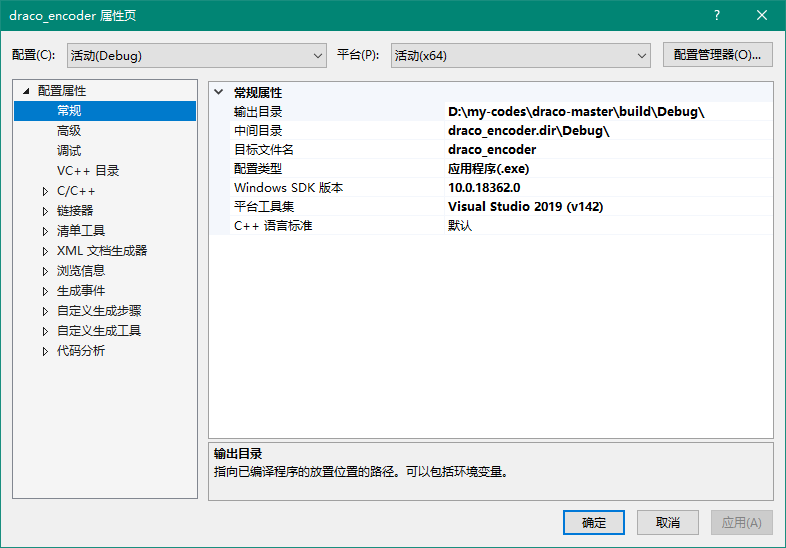 draco_encoder 属性页
配置(C): 活动(Debug) 平台(P): 活动(x64) 配置管理器(O)...
配置属性
常规
高级
调试
VC++ 目录
C/C++
链接器
清单工具
XML 文档生成器
浏览信息
生成事件
自定义生成步骤
自定义生成工具
代码分析
常规属性
输出目录 D:\my-codes\draco-master\build\Debug\
中间目录 draco_encoder.dir\Debug\
目标文件名 draco_encoder
配置类型 应用程序(.exe)
Windows SDK 版本 10.0.18362.0
平台工具集 Visual Studio 2019 (v142)
C++ 语言标准 默认
输出目录
指向已编译程序的放置位置的路径。可以包括环境变量。
确定 取消 应用(A)